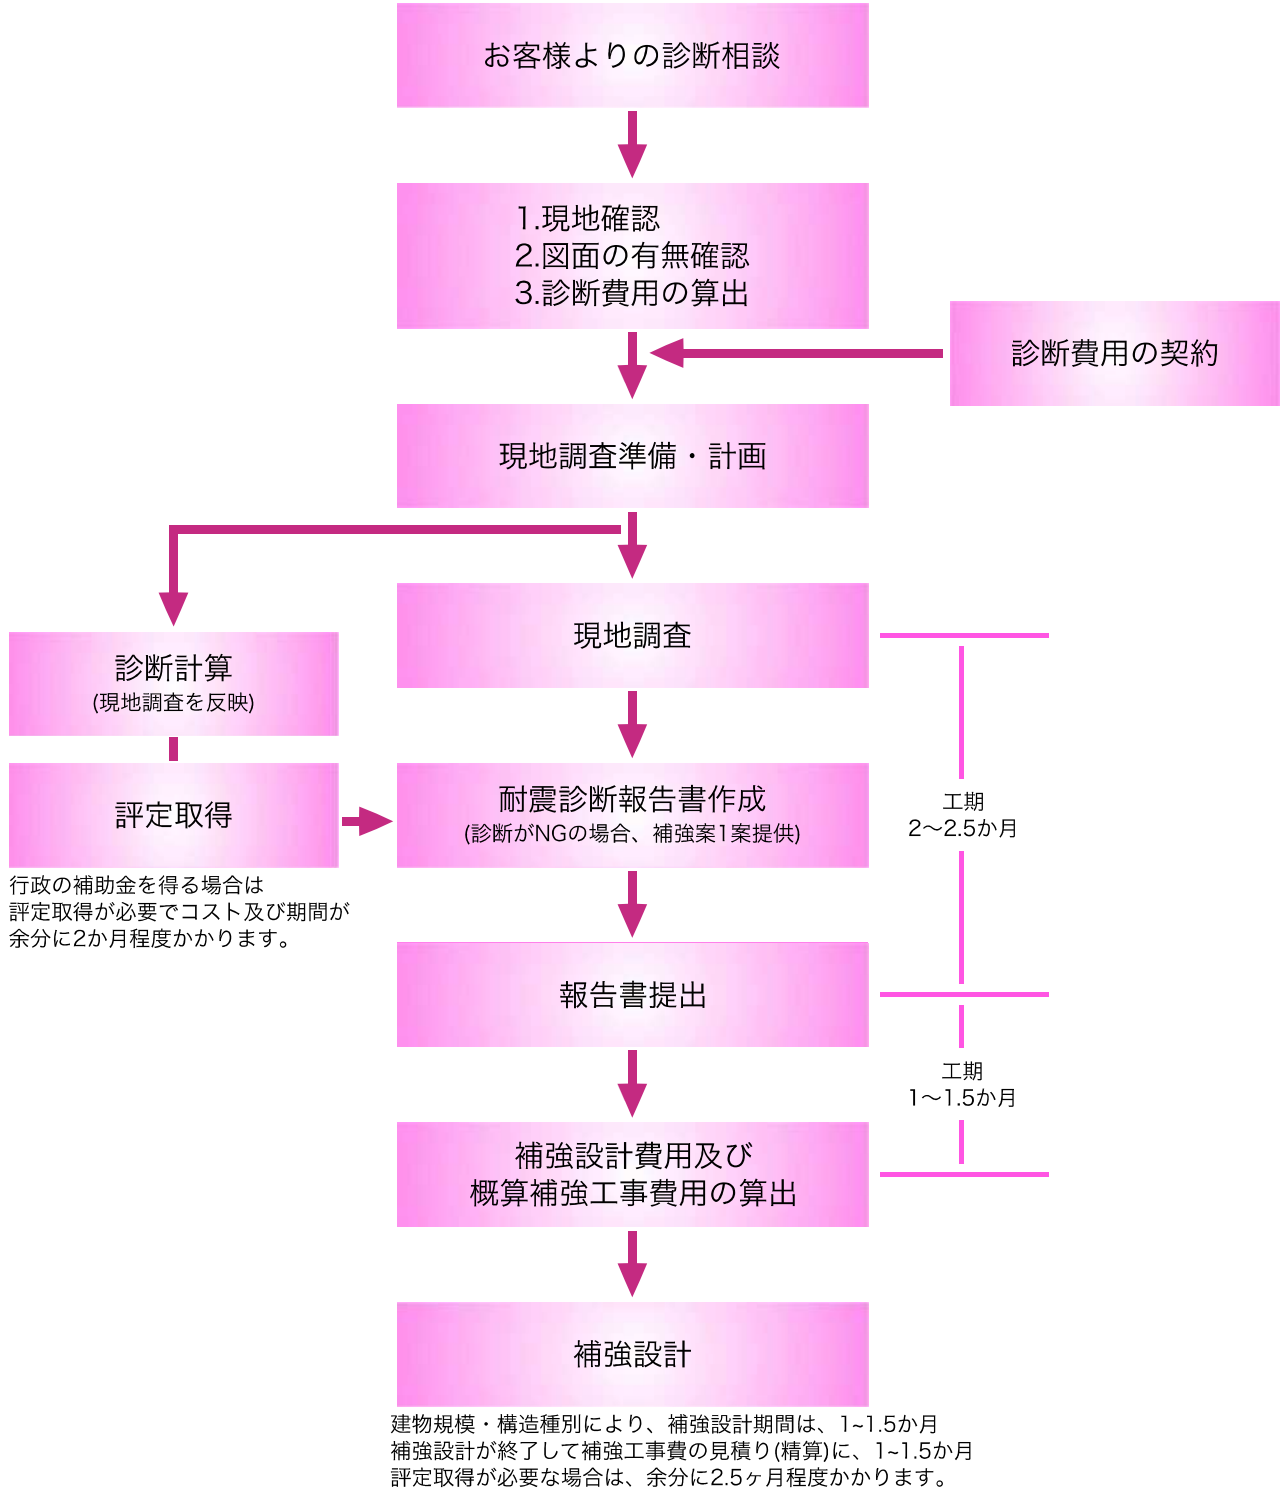 お客様よりの診断相談
1.現地確認
2.図面の有無確認
3.診断費用の算出
診断費用の契約
現地調査準備・計画
現地調査
診断計算
(現地調査を反映)
評定取得
行政の補助金を得る場合は
評定取得が必要でコスト及び期間が
余分に2か月程度かかります。
耐震診断報告書作成
(診断がNGの場合、補強案1案提供)
工期
2〜2.5か月
報告書提出
工期
1〜1.5か月
補強設計費用及び
概算補強工事費用の算出
補強設計
建物規模・構造種別により、補強設計期間は、1~1.5か月
補強設計が終了して補強工事費の見積り(精算)に、1~1.5か月
評定取得が必要な場合は、余分に2.5ヶ月程度かかります。